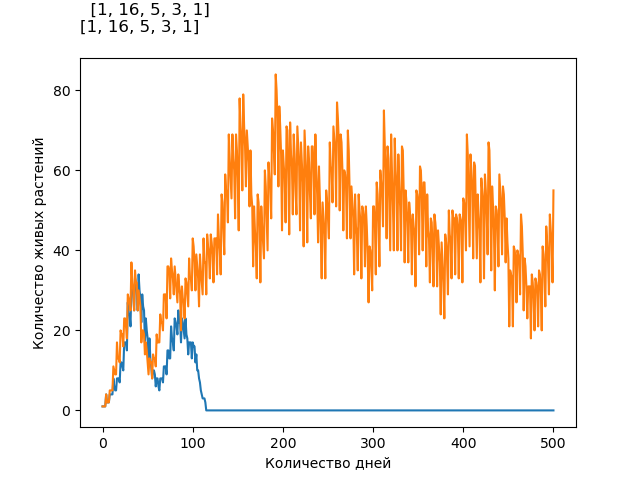 [1, 16, 5, 3, 1]
[1, 16, 5, 3, 1]
80
60
40
20
0
Количество живых растений
0 100 200 300 400 500
Количество дней